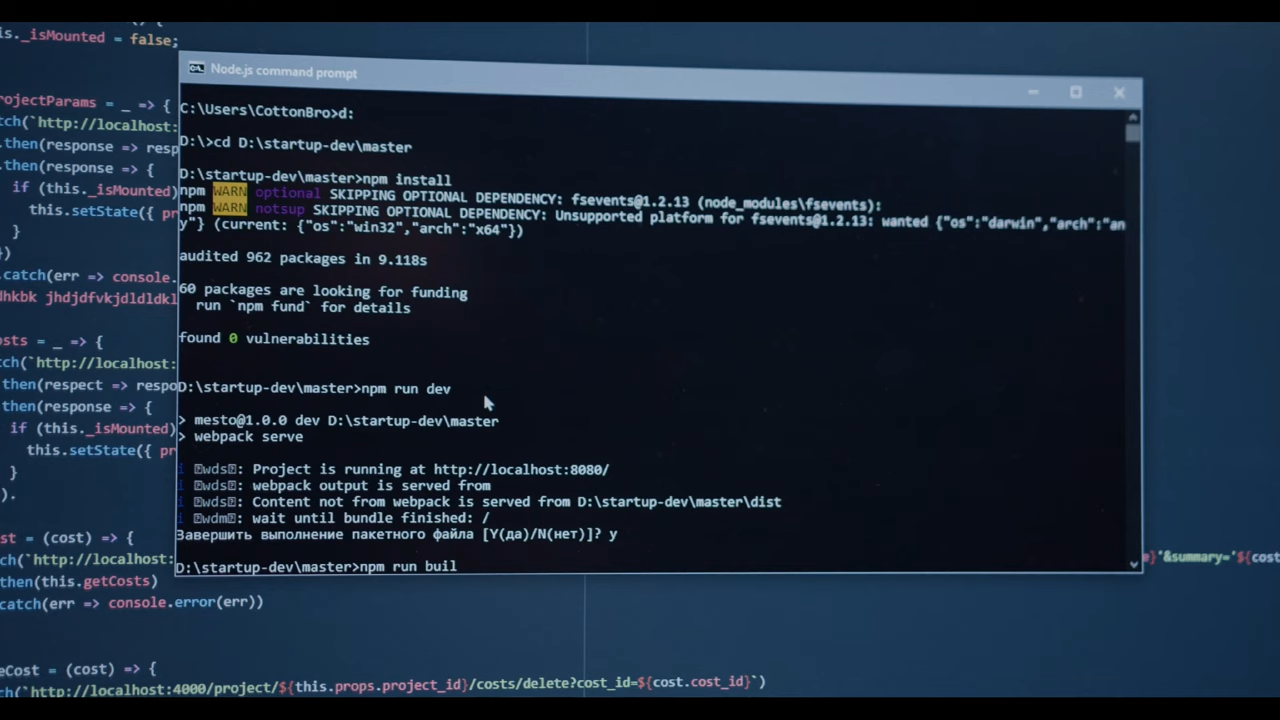 s._isMounted = false;
Node.js command prompt
C:\Users\CottonBro>d:
D:\>cd D:\startup-dev\master
D:\startup-dev\master>npm install
npm WARN optional SKIPPING OPTIONAL DEPENDENCY: fsevents@1.2.13 (node_modules\fsevents):
npm WARN notsup SKIPPING OPTIONAL DEPENDENCY: Unsupported platform for fsevents@1.2.13: wanted {"os":"darwin","arch":"an
y"} (current: {"os":"win32","arch":"x64"})
audited 962 packages in 9.118s
60 packages are looking for funding
run `npm fund` for details
found 0 vulnerabilities
D:\startup-dev\master>npm run dev
> mesto@1.0.0 dev D:\startup-dev\master
> webpack serve
i 「wds」: Project is running at http://localhost:8080/
i 「wds」: webpack output is served from
i 「wds」: Content not from webpack is served from D:\startup-dev\master\dist
i 「wdm」: wait until bundle finished: /
Завершить выполнение пакетного файла [Y(да)/N(нет)]? y
D:\startup-dev\master>npm run buil
rojectParams = _ => {
tch(`http://localhost:
.then(response => resp
.then(response => {
if (this._isMounted)
this.setState({ pr
}
})
.catch(err => console.
dhkbk jhdjdfvkjdldldkl
osts = _ => {
tch(`http://localhost:
.then(respect => respo
.then(response => {
if (this._isMounted)
this.setState({ pr
}
).
st = (cost) => {
ch(`http://localhost:
then(this.getCosts)
catch(err => console.error(err))
e}`&summary=`${cost
eCost = (cost) => {
ch(`http://localhost:4000/project/${this.props.project_id}/costs/delete?cost_id=${cost.cost_id}`)